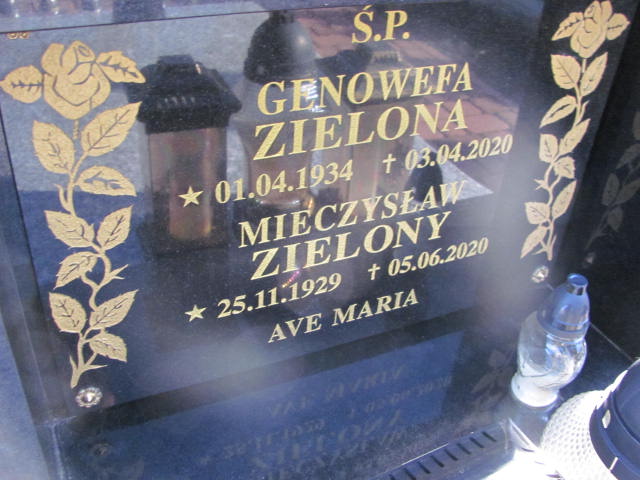 Ś.P.
GENOWEFA
ZIELONA
★ 01.04.1934 † 03.04.2020
MIECZYSŁAW
ZIELONY
★ 25.11.1929 † 05.06.2020
AVE MARIA